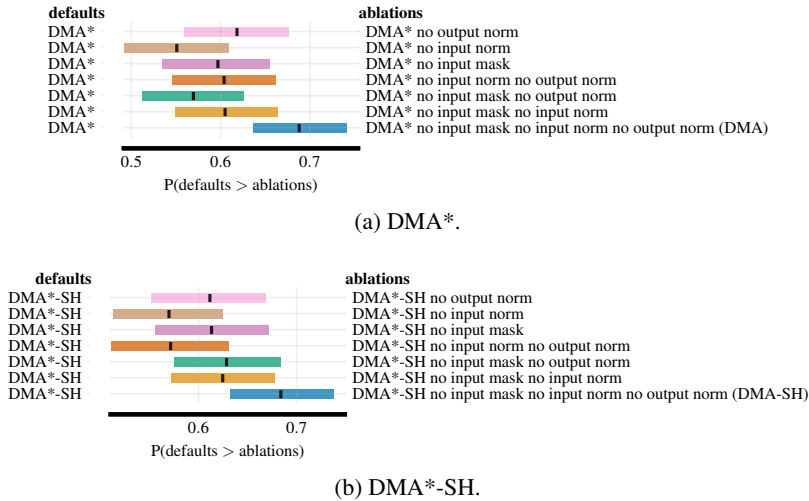 defaults ablations
DMA* DMA* no output norm
DMA* DMA* no input norm
DMA* DMA* no input mask
DMA* DMA* no input norm no output norm
DMA* DMA* no input mask no output norm
DMA* DMA* no input mask no input norm
DMA* DMA* no input mask no input norm no output norm (DMA)
0.5 0.6 0.7
P(defaults > ablations)
(a) DMA*.
defaults ablations
DMA*-SH DMA*-SH no output norm
DMA*-SH DMA*-SH no input norm
DMA*-SH DMA*-SH no input mask
DMA*-SH DMA*-SH no input norm no output norm
DMA*-SH DMA*-SH no input mask no output norm
DMA*-SH DMA*-SH no input mask no input norm
DMA*-SH DMA*-SH no input mask no input norm no output norm (DMA-SH)
0.6 0.7
P(defaults > ablations)
(b) DMA*-SH.